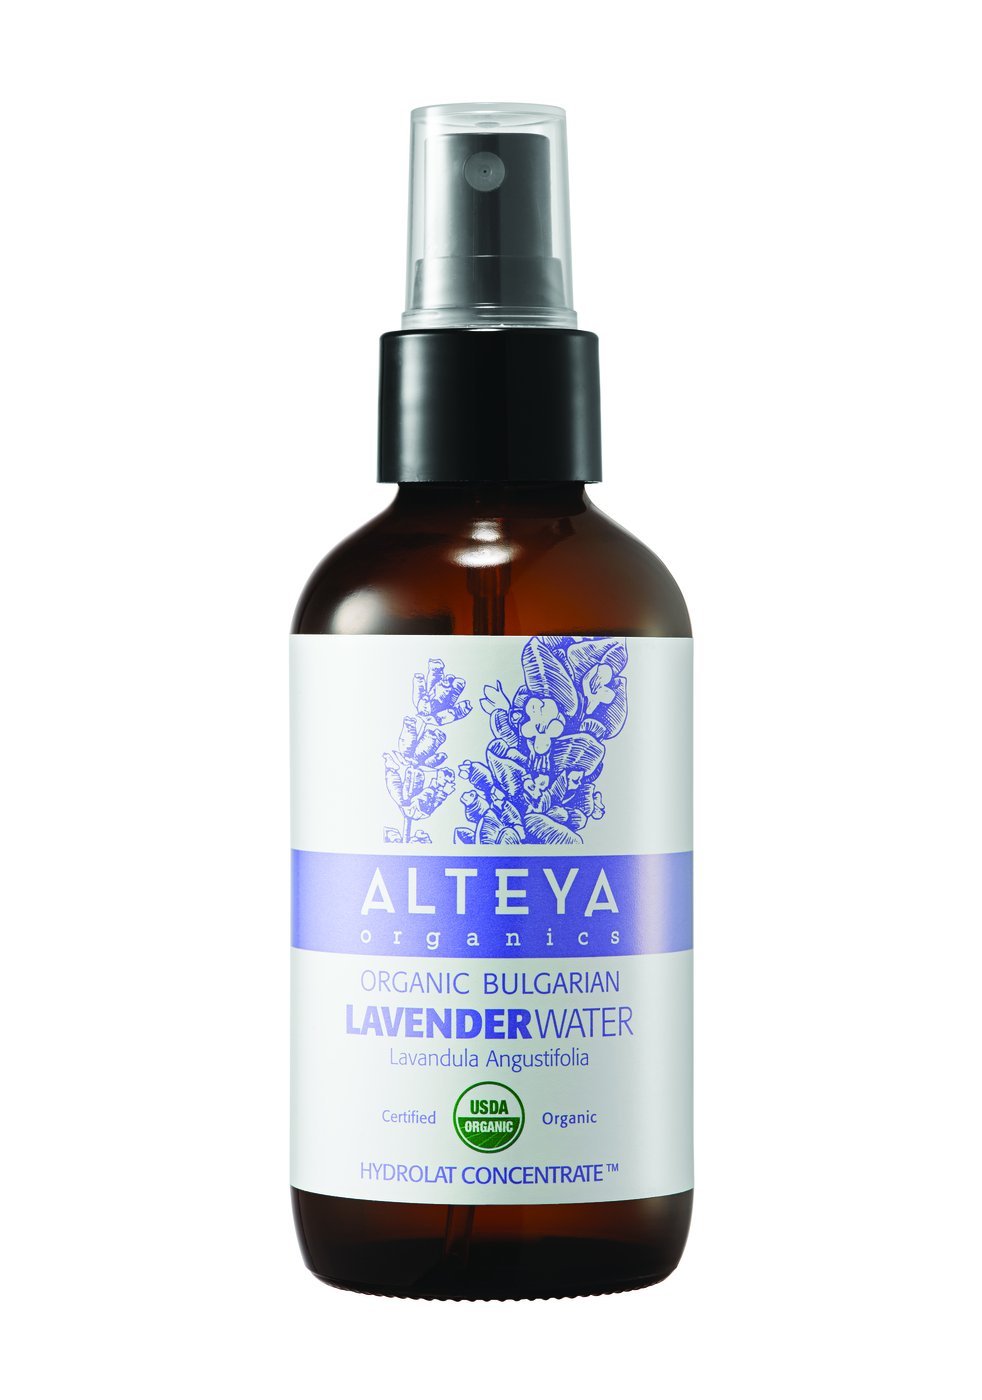 ALTEYA
organics
ORGANIC BULGARIAN
LAVENDERWATER
Lavandula Angustifolia
Certified USDA ORGANIC Organic
HYDROLAT CONCENTRATE™